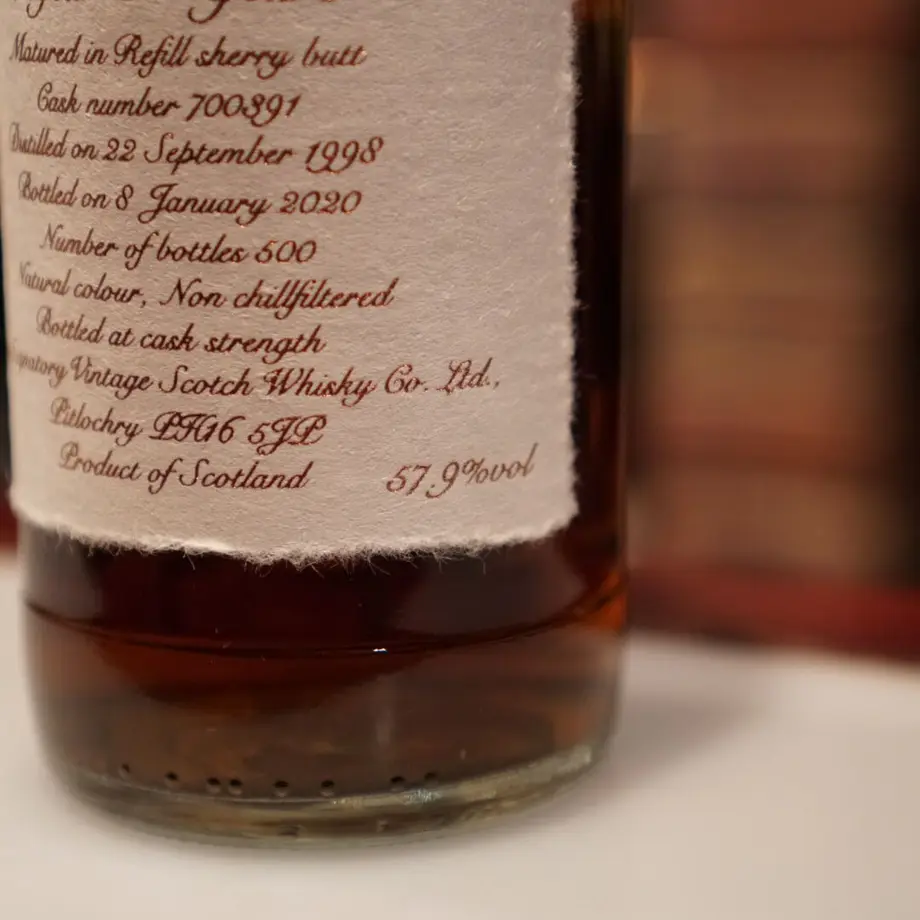 Matured in Refill sherry butt
Cask number 700391
Distilled on 22 September 1998
Bottled on 8 January 2020
Number of bottles 500
Natural colour, Non chillfiltered
Bottled at cask strength
Signatory Vintage Scotch Whisky Co. Ltd.,
Pitlochry PH16 5JP
Product of Scotland 57.9%vol